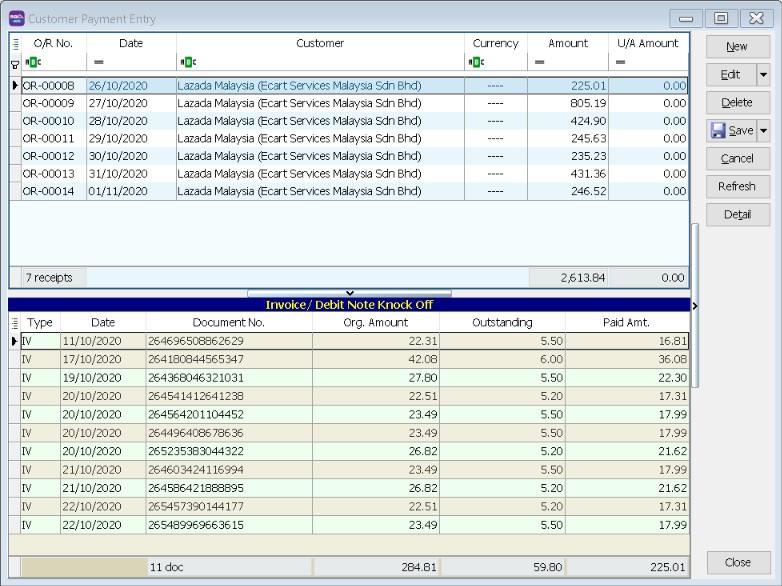 Customer Payment Entry
O/R No. Date Customer Currency Amount U/A Amount
ABC = ABC ABC = =
OR-00008 26/10/2020 Lazada Malaysia (Ecart Services Malaysia Sdn Bhd) ---- 225.01 0.00
OR-00009 27/10/2020 Lazada Malaysia (Ecart Services Malaysia Sdn Bhd) ---- 805.19 0.00
OR-00010 28/10/2020 Lazada Malaysia (Ecart Services Malaysia Sdn Bhd) ---- 424.90 0.00
OR-00011 29/10/2020 Lazada Malaysia (Ecart Services Malaysia Sdn Bhd) ---- 245.63 0.00
OR-00012 30/10/2020 Lazada Malaysia (Ecart Services Malaysia Sdn Bhd) ---- 235.23 0.00
OR-00013 31/10/2020 Lazada Malaysia (Ecart Services Malaysia Sdn Bhd) ---- 431.36 0.00
OR-00014 01/11/2020 Lazada Malaysia (Ecart Services Malaysia Sdn Bhd) ---- 246.52 0.00
7 receipts 2,613.84 0.00
New
Edit
Delete
Save
Cancel
Refresh
Detail
Invoice / Debit Note Knock Off
Type Date Document No. Org. Amount Outstanding Paid Amt.
IV 11/10/2020 264696508862629 22.31 5.50 16.81
IV 17/10/2020 264180844565347 42.08 6.00 36.08
IV 19/10/2020 264368046321031 27.80 5.50 22.30
IV 20/10/2020 264541412641238 22.51 5.20 17.31
IV 20/10/2020 264564201104452 23.49 5.50 17.99
IV 20/10/2020 264496408678636 23.49 5.50 17.99
IV 20/10/2020 265235383044322 26.82 5.20 21.62
IV 21/10/2020 264603424116994 23.49 5.50 17.99
IV 21/10/2020 264586421888895 26.82 5.20 21.62
IV 22/10/2020 265457390144177 22.51 5.20 17.31
IV 22/10/2020 265489969663615 23.49 5.50 17.99
11 doc 284.81 59.80 225.01
Close